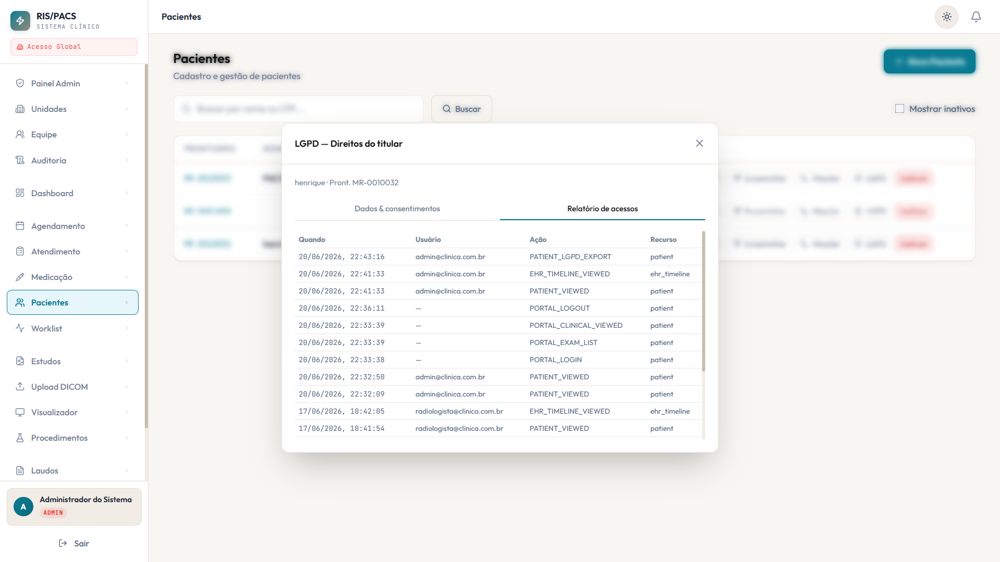 RIS/PACS
SISTEMA CLÍNICO
Acesso Global
Painel Admin
Unidades
Equipe
Auditoria
Dashboard
Agendamento
Atendimento
Medicação
Pacientes
Worklist
Estudos
Upload DICOM
Visualizador
Procedimentos
Laudos
A
Administrador do Sistema
ADMIN
Sair
Pacientes
Pacientes
Cadastro e gestão de pacientes
Buscar
Mostrar inativos
LGPD — Direitos do titular
henrique · Pront. MR-0010032
Dados & consentimentos
Relatório de acessos
Quando Usuário Ação Recurso
20/06/2026, 22:43:16 admin@clinica.com.br PATIENT_LGPD_EXPORT patient
20/06/2026, 22:41:33 admin@clinica.com.br EHR_TIMELINE_VIEWED ehr_timeline
20/06/2026, 22:41:33 admin@clinica.com.br PATIENT_VIEWED patient
20/06/2026, 22:36:11 — PORTAL_LOGOUT patient
20/06/2026, 22:33:39 — PORTAL_CLINICAL_VIEWED patient
20/06/2026, 22:33:39 — PORTAL_EXAM_LIST patient
20/06/2026, 22:33:38 — PORTAL_LOGIN patient
20/06/2026, 22:32:50 admin@clinica.com.br PATIENT_VIEWED patient
20/06/2026, 22:32:09 admin@clinica.com.br PATIENT_VIEWED patient
17/06/2026, 10:42:05 radiologista@clinica.com.br EHR_TIMELINE_VIEWED ehr_timeline
17/06/2026, 10:41:54 radiologista@clinica.com.br PATIENT_VIEWED patient